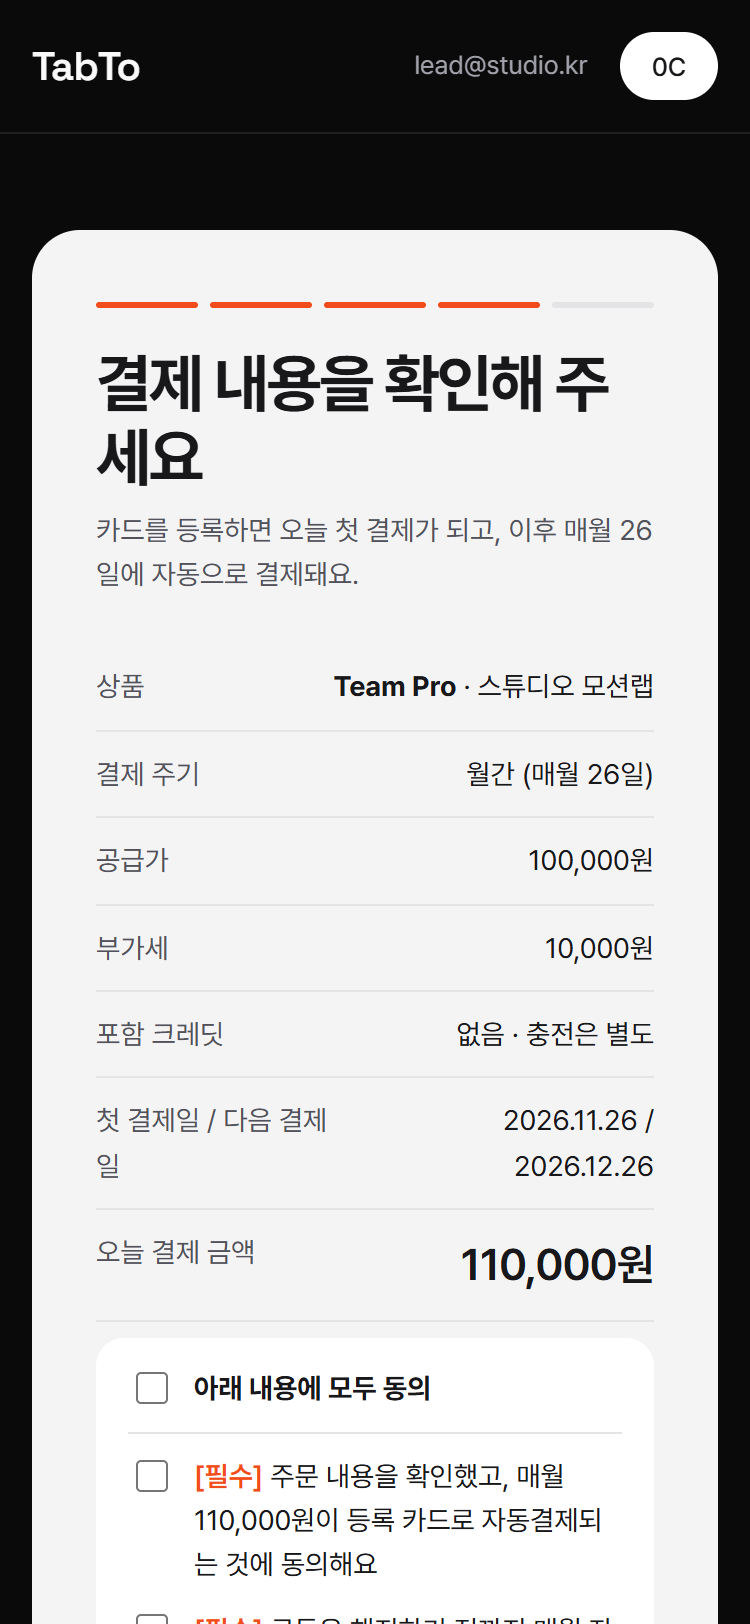 TabTo
lead@studio.kr
0C
결제 내용을 확인해 주
세요
카드를 등록하면 오늘 첫 결제가 되고, 이후 매월 26
일에 자동으로 결제돼요.
상품
Team Pro · 스튜디오 모션랩
결제 주기
월간 (매월 26일)
공급가
100,000원
부가세
10,000원
포함 크레딧
없음 · 충전은 별도
첫 결제일 / 다음 결제
일
2026.11.26 /
2026.12.26
오늘 결제 금액
110,000원
아래 내용에 모두 동의
[필수] 주문 내용을 확인했고, 매월
110,000원이 등록 카드로 자동결제되
는 것에 동의해요